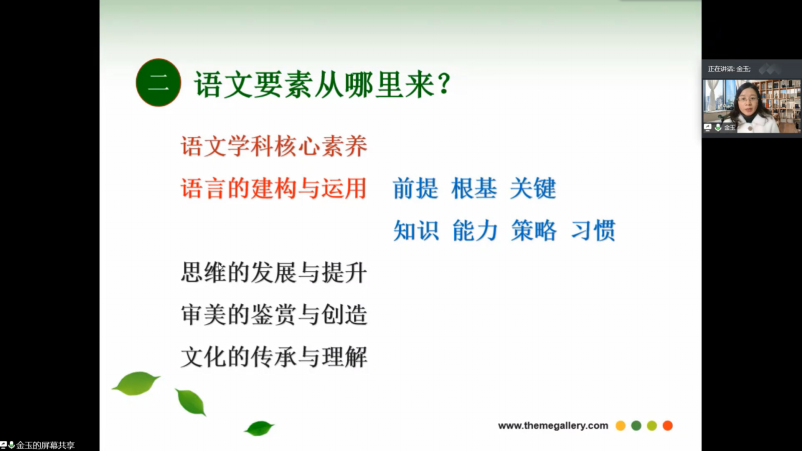 二 语文要素从哪里来？
语文学科核心素养
语言的建构与运用 前提 根基 关键
知识 能力 策略 习惯
思维的发展与提升
审美的鉴赏与创造
文化的传承与理解
www.themegallery.com
正在讲话: 金玉;
金玉
金玉的屏幕共享